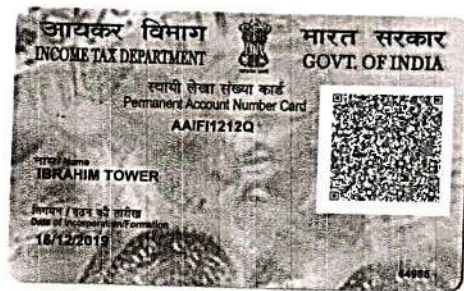 आयकर विभाग
INCOME TAX DEPARTMENT
भारत सरकार
GOVT. OF INDIA
स्थायी लेखा संख्या कार्ड
Permanent Account Number Card
AAIFI1212Q
नाम / Name
IBRAHIM TOWER
निगमन / गठन की तारीख
Date of Incorporation/Formation
16/12/2019